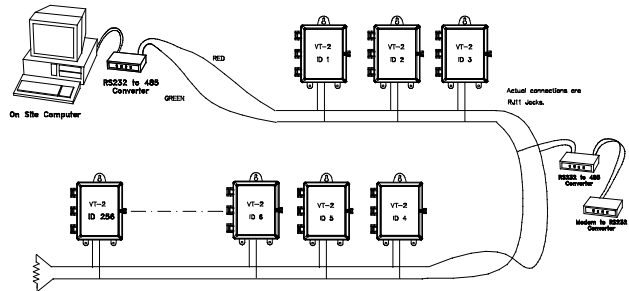 VT-2
ID 1
VT-2
ID 2
VT-2
ID 3
RED
GREEN
RS232 to 485
Converter
On Site Computer
Actual connections are
RJ11 Jacks.
RS232 to 485
Converter
Modem to RS232
Converter
VT-2
ID 256
VT-2
ID 6
VT-2
ID 5
VT-2
ID 4